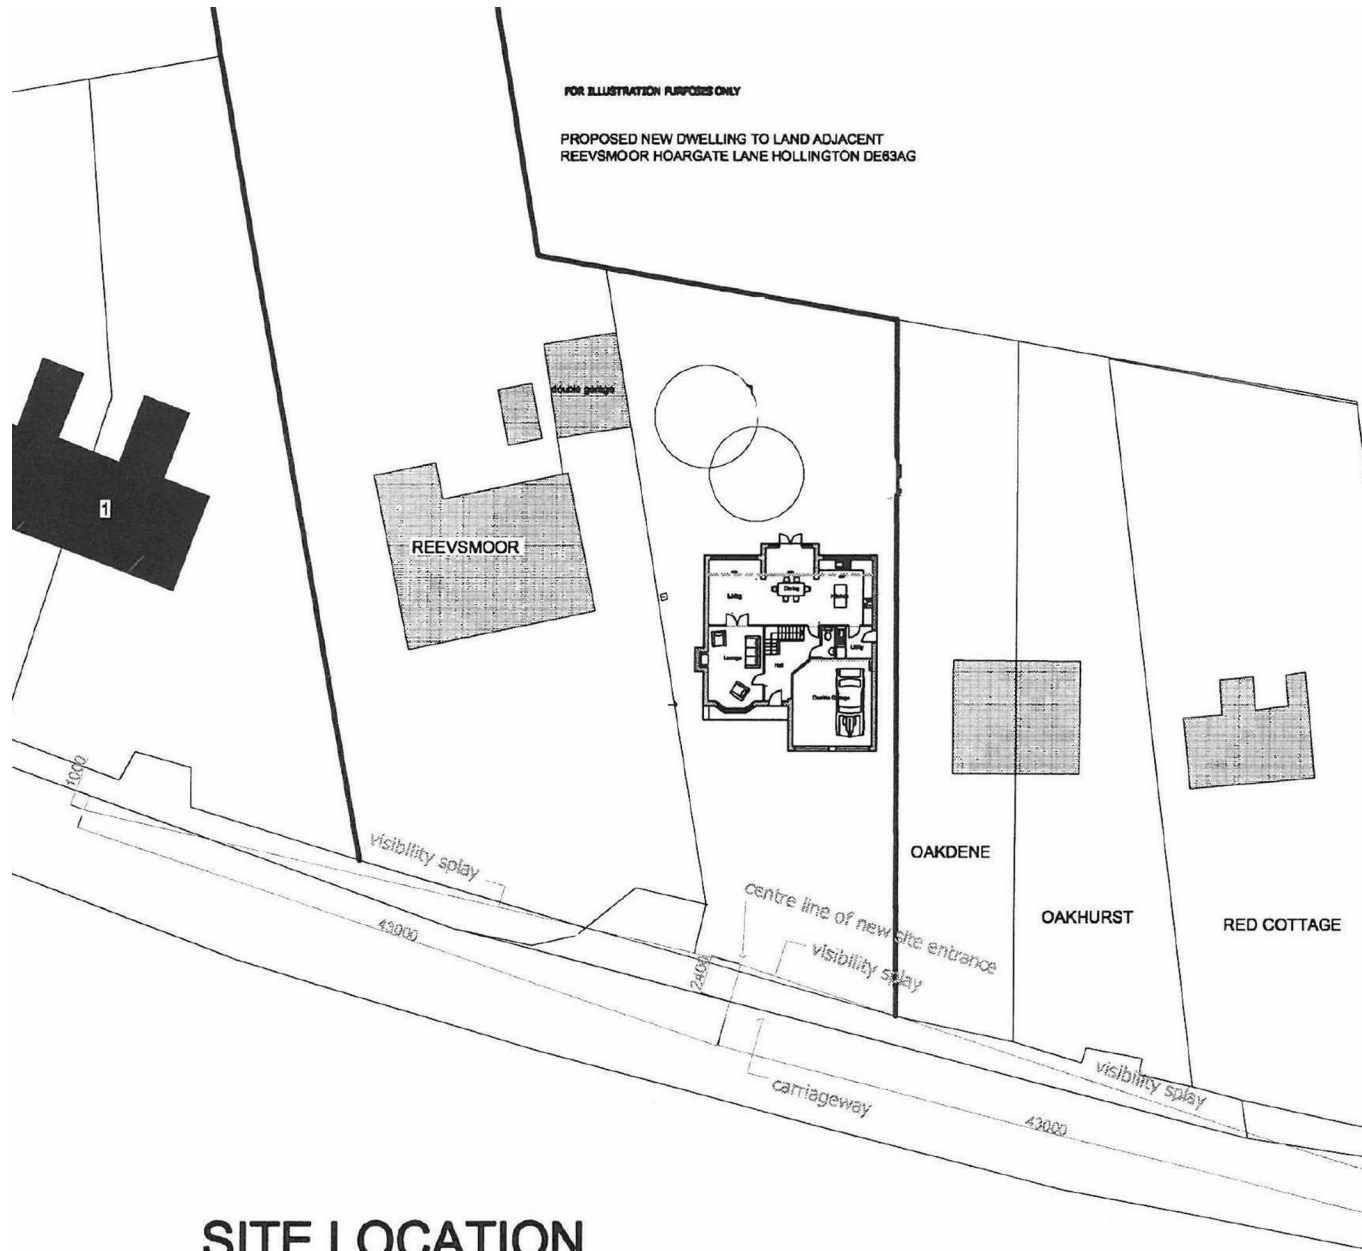 FOR ILLUSTRATION PURPOSES ONLY
PROPOSED NEW DWELLING TO LAND ADJACENT
REEVSMOOR HOARGATE LANE HOLLINGTON DE63AG
double garage
1
REEVSMOOR
Living
Dining
Kitchen
Lounge
Hall
Utility
Double Garage
1000
visibility splay
OAKDENE
centre line of new site entrance
OAKHURST
RED COTTAGE
43000
visibility splay
2400
carriageway
visibility splay
43000
SITE LOCATION